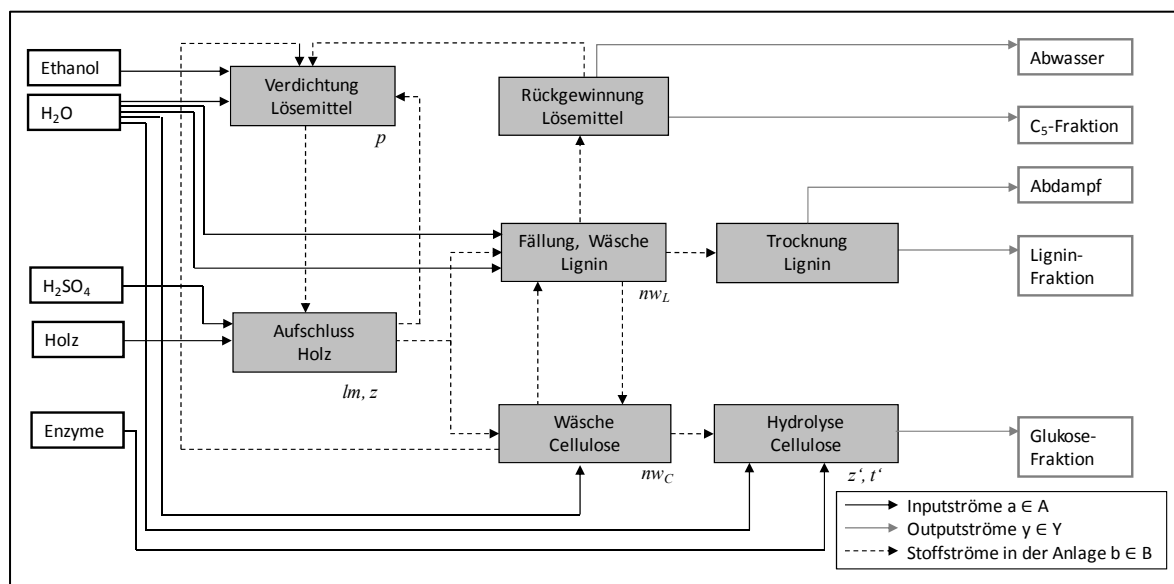 Ethanol
H₂O
H₂SO₄
Holz
Enzyme
Verdichtung
Lösemittel
p
Aufschluss
Holz
lm, z
Rückgewinnung
Lösemittel
Fällung, Wäsche
Lignin
nw_L
Wäsche
Cellulose
nw_C
Trocknung
Lignin
Hydrolyse
Cellulose
z‘, t‘
Abwasser
C₅-Fraktion
Abdampf
Lignin-
Fraktion
Glukose-
Fraktion
Inputströme a ∈ A
Outputströme y ∈ Y
Stoffströme in der Anlage b ∈ B